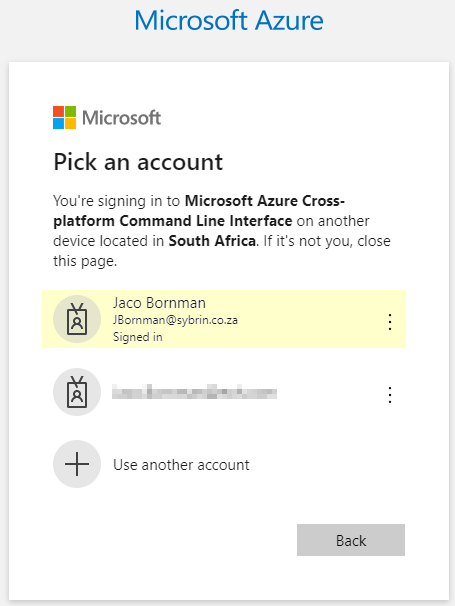 Microsoft Azure
Microsoft
Pick an account
You're signing in to Microsoft Azure Cross-
platform Command Line Interface on another
device located in South Africa. If it's not you, close
this page.
Jaco Bornman
JBornman@sybrin.co.za
Signed in
Use another account
Back